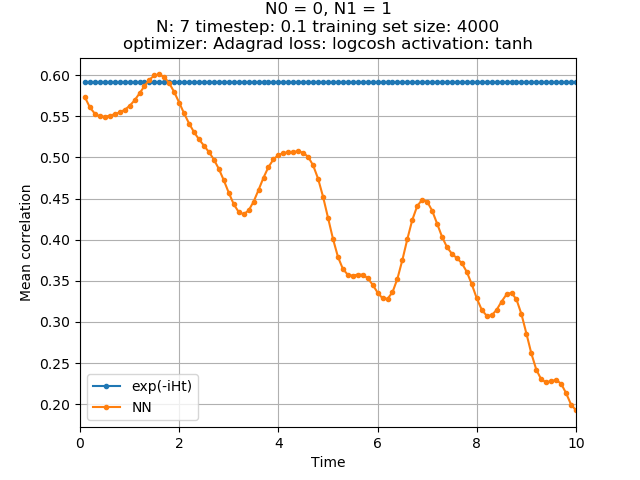 N0 = 0, N1 = 1
N: 7 timestep: 0.1 training set size: 4000
optimizer: Adagrad loss: logcosh activation: tanh
0.60
0.55
0.50
0.45
0.40
0.35
0.30
0.25
0.20
Mean correlation
exp(-iHt)
NN
0 2 4 6 8 10
Time